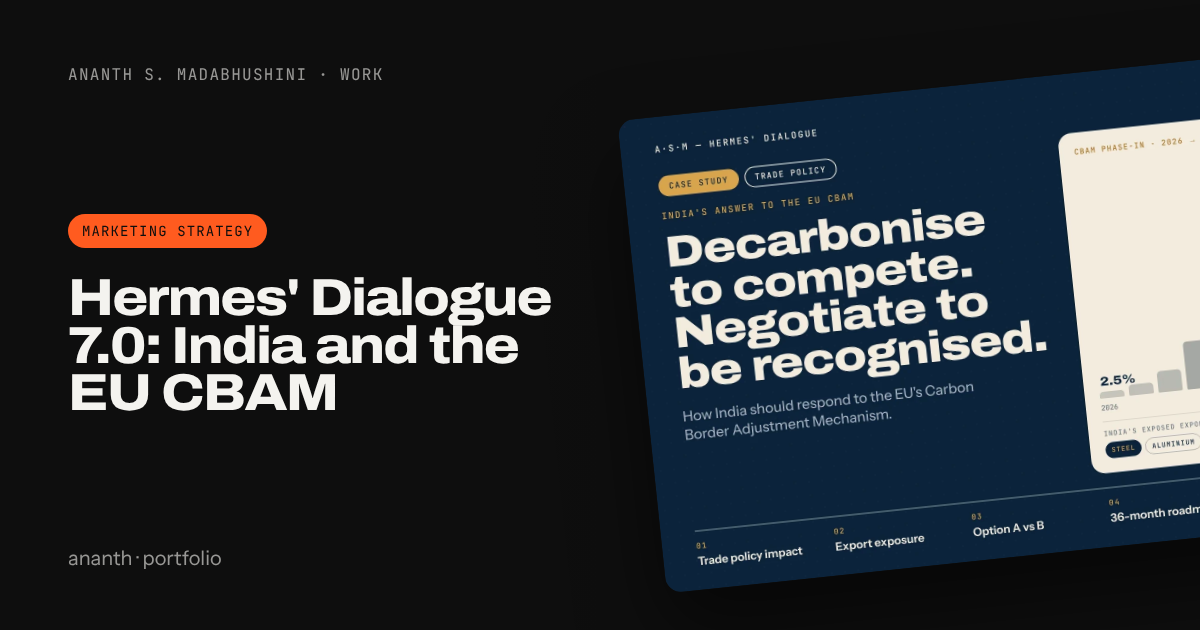 ANANTH S. MADABHUSHINI · WORK
MARKETING STRATEGY
Hermes' Dialogue
7.0: India and the
EU CBAM
ananth·portfolio
A·S·M — HERMES' DIALOGUE
CASE STUDY
TRADE POLICY
INDIA'S ANSWER TO THE EU CBAM
Decarbonise
to compete.
Negotiate to
be recognised.
How India should respond to the EU's Carbon
Border Adjustment Mechanism.
CBAM PHASE-IN · 2026 →
2.5%
2026
INDIA'S EXPOSED
STEEL
ALUMINIUM
01
Trade policy impact
02
Export exposure
03
Option A vs B
04
36-month